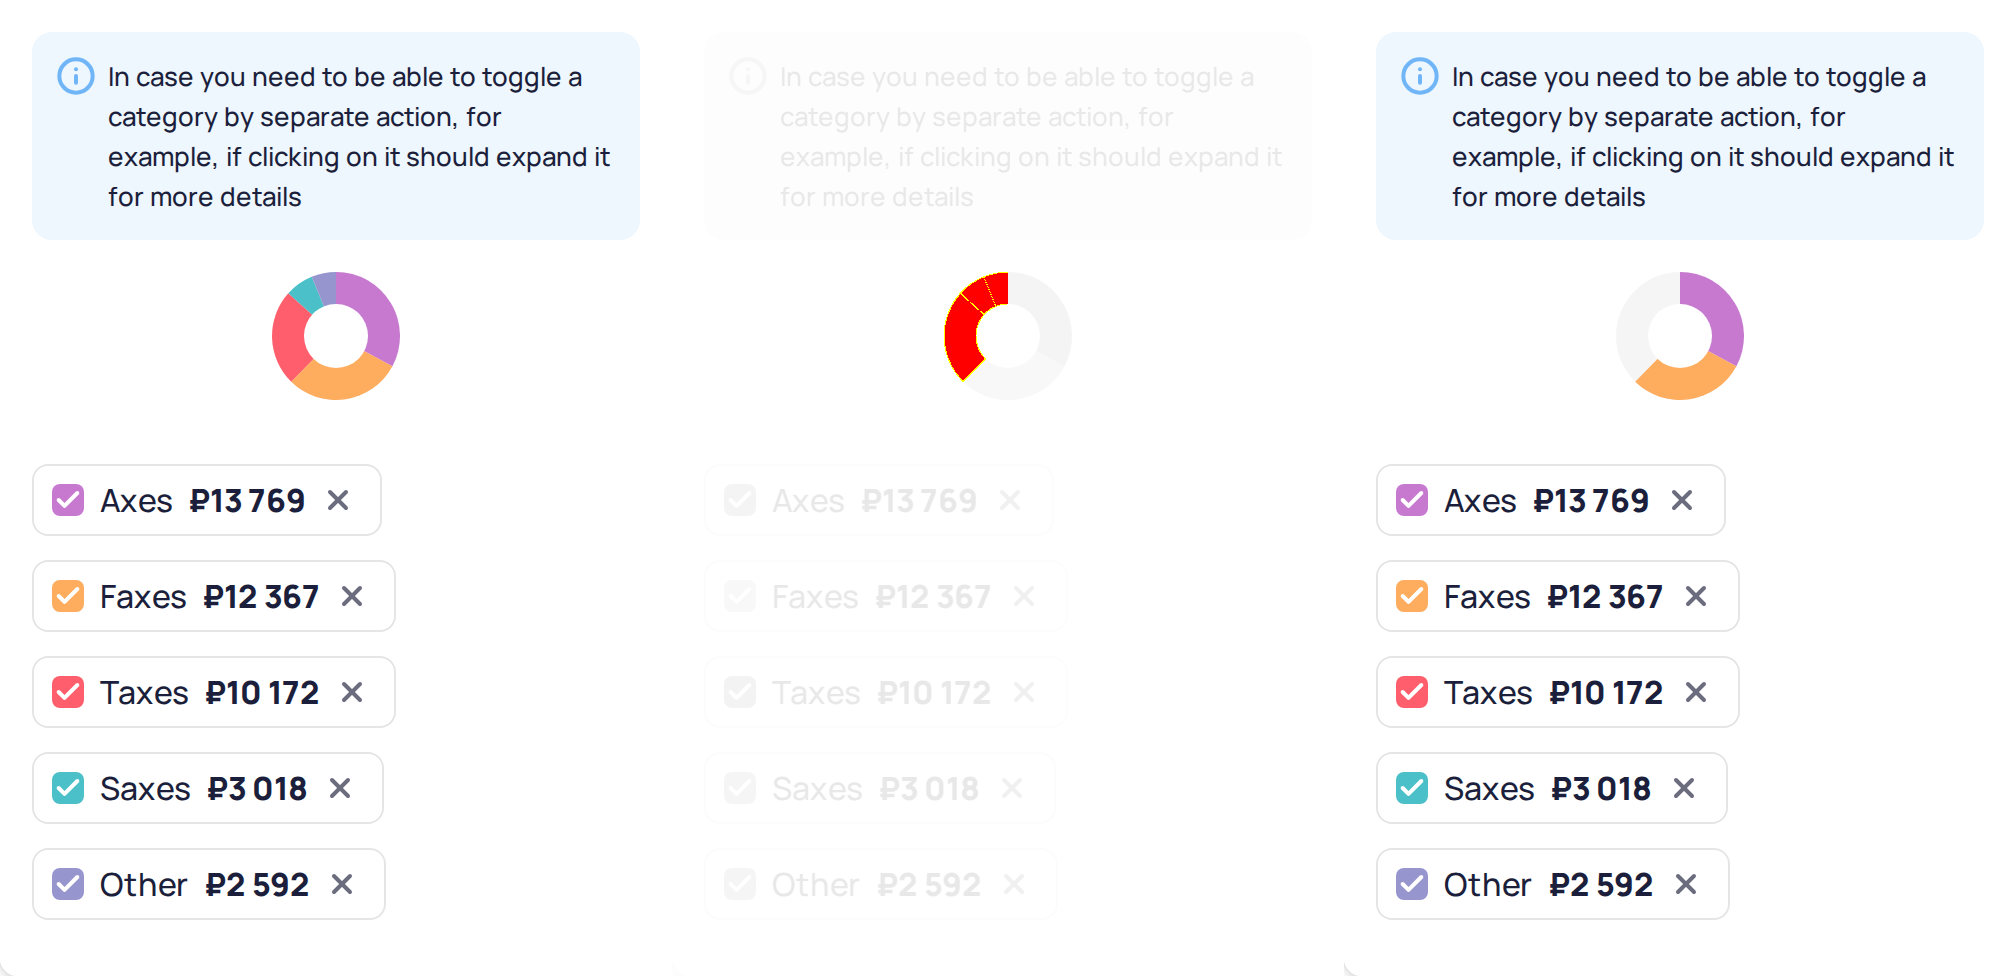 In case you need to be able to toggle a
category by separate action, for
example, if clicking on it should expand it
for more details
Axes ₽13 769
Faxes ₽12 367
Taxes ₽10 172
Saxes ₽3 018
Other ₽2 592
In case you need to be able to toggle a
category by separate action, for
example, if clicking on it should expand it
for more details
Axes ₽13 769
Faxes ₽12 367
Taxes ₽10 172
Saxes ₽3 018
Other ₽2 592
In case you need to be able to toggle a
category by separate action, for
example, if clicking on it should expand it
for more details
Axes ₽13 769
Faxes ₽12 367
Taxes ₽10 172
Saxes ₽3 018
Other ₽2 592